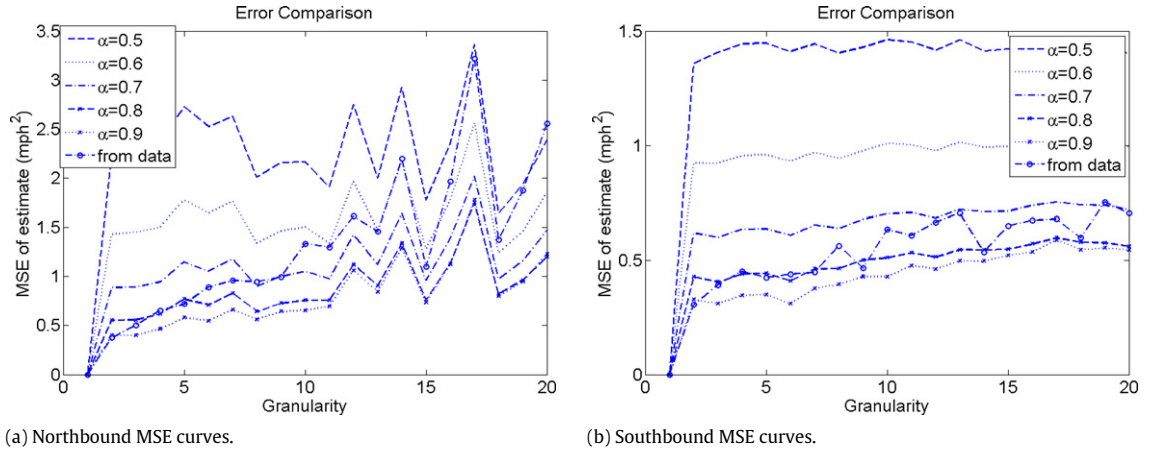 Error Comparison
3.5
3
2.5
2
1.5
1
0.5
0
MSE of estimate (mph²)
α=0.5
α=0.6
α=0.7
α=0.8
α=0.9
from data
0 5 10 15 20
Granularity
(a) Northbound MSE curves.
Error Comparison
1.5
1
0.5
0
MSE of estimate (mph²)
α=0.5
α=0.6
α=0.7
α=0.8
α=0.9
from data
0 5 10 15 20
Granularity
(b) Southbound MSE curves.